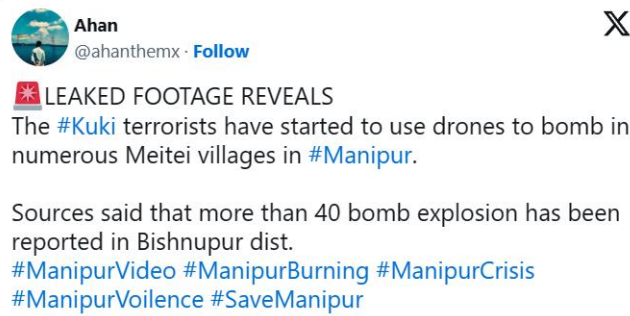 Ahan
@ahanthemx · Follow
🚨LEAKED FOOTAGE REVEALS
The #Kuki terrorists have started to use drones to bomb in
numerous Meitei villages in #Manipur.
Sources said that more than 40 bomb explosion has been
reported in Bishnupur dist.
#ManipurVideo #ManipurBurning #ManipurCrisis
#ManipurVoilence #SaveManipur